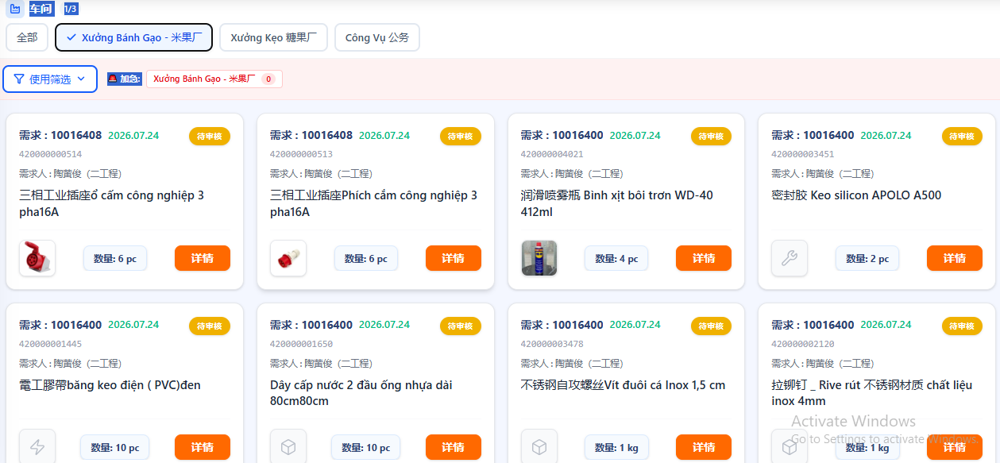 车间 1/3
全部 Xưởng Bánh Gạo - 米果厂 Xưởng Kẹo 糖果厂 Công Vụ 公务
使用筛选 加急: Xưởng Bánh Gạo - 米果厂 0
需求 : 10016408 2026.07.24 待审核
420000000514
需求人 : 陶黄俊（二工程）
三相工业插座ổ cấm công nghiệp 3
pha16A
数量: 6 pc 详情
需求 : 10016408 2026.07.24 待审核
420000000513
需求人 : 陶黄俊（二工程）
三相工业插座Phích cắm công nghiệp 3
pha16A
数量: 6 pc 详情
需求 : 10016400 2026.07.24 待审核
420000004021
需求人 : 陶黄俊（二工程）
润滑喷雾瓶 Bình xịt bôi trơn WD-40
412ml
数量: 4 pc 详情
需求 : 10016400 2026.07.24 待审核
420000003451
需求人 : 陶黄俊（二工程）
密封胶 Keo silicon APOLO A500
数量: 2 pc 详情
需求 : 10016400 2026.07.24 待审核
420000001445
需求人 : 陶黄俊（二工程）
電工膠帶băng keo điện ( PVC)đen
数量: 10 pc 详情
需求 : 10016400 2026.07.24 待审核
420000001650
需求人 : 陶黄俊（二工程）
Dây cấp nước 2 đầu ống nhựa dài
80cm80cm
数量: 10 pc 详情
需求 : 10016400 2026.07.24 待审核
420000003478
需求人 : 陶黄俊（二工程）
不锈钢自攻螺丝Vít đuôi cá Inox 1,5 cm
数量: 1 kg 详情
需求 : 10016400 2026.07.24 待审核
420000002120
需求人 : 陶黄俊（二工程）
拉铆钉 _ Rive rút 不锈钢材质 chất liệu
inox 4mm
数量: 1 kg 详情
Activate Windows
Go to Settings to activate Windows.